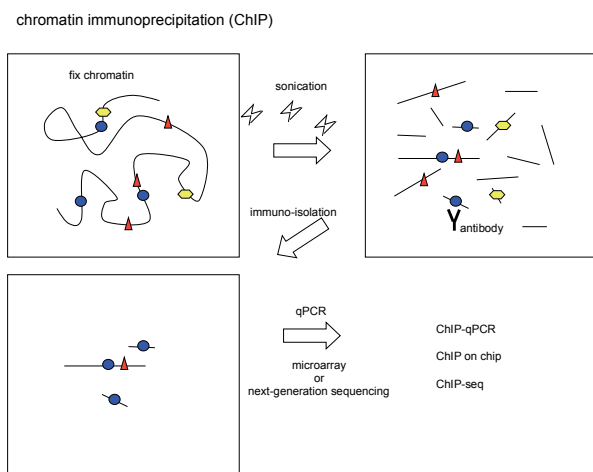 chromatin immunoprecipitation (ChIP)
fix chromatin
sonication
immuno-isolation
antibody
qPCR
microarray
or
next-generation sequencing
ChIP-qPCR
ChIP on chip
ChIP-seq